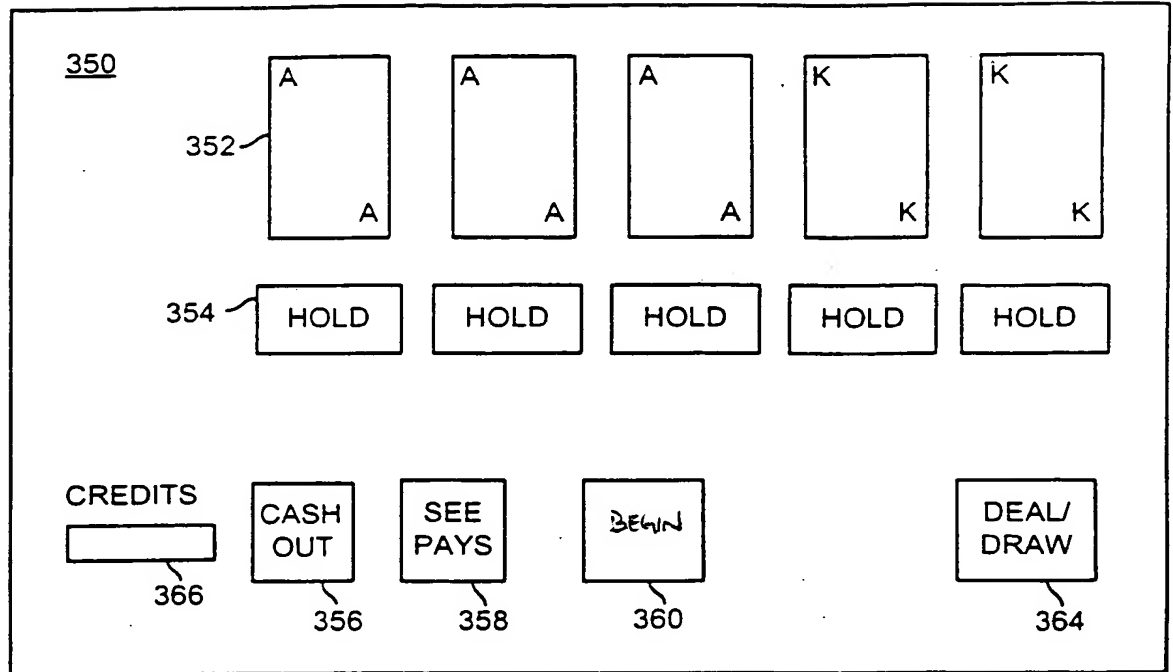 350
A A A K K
352
A A A K K
354 HOLD HOLD HOLD HOLD HOLD
CREDITS
CASH OUT
SEE PAYS
BEGIN
DEAL/ DRAW
366 356 358 360 364